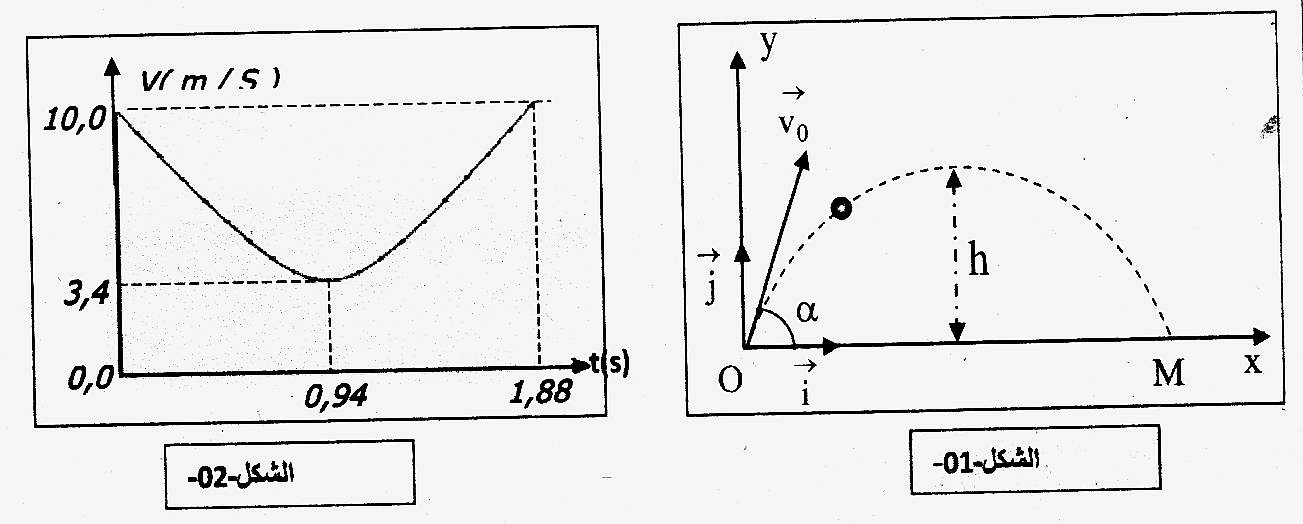 V( m / S )
10,0
3,4
0,0
0,94
1,88
t(s)
الشكل-02-
y
v₀
j
h
α
O
i
M
x
الشكل-01-